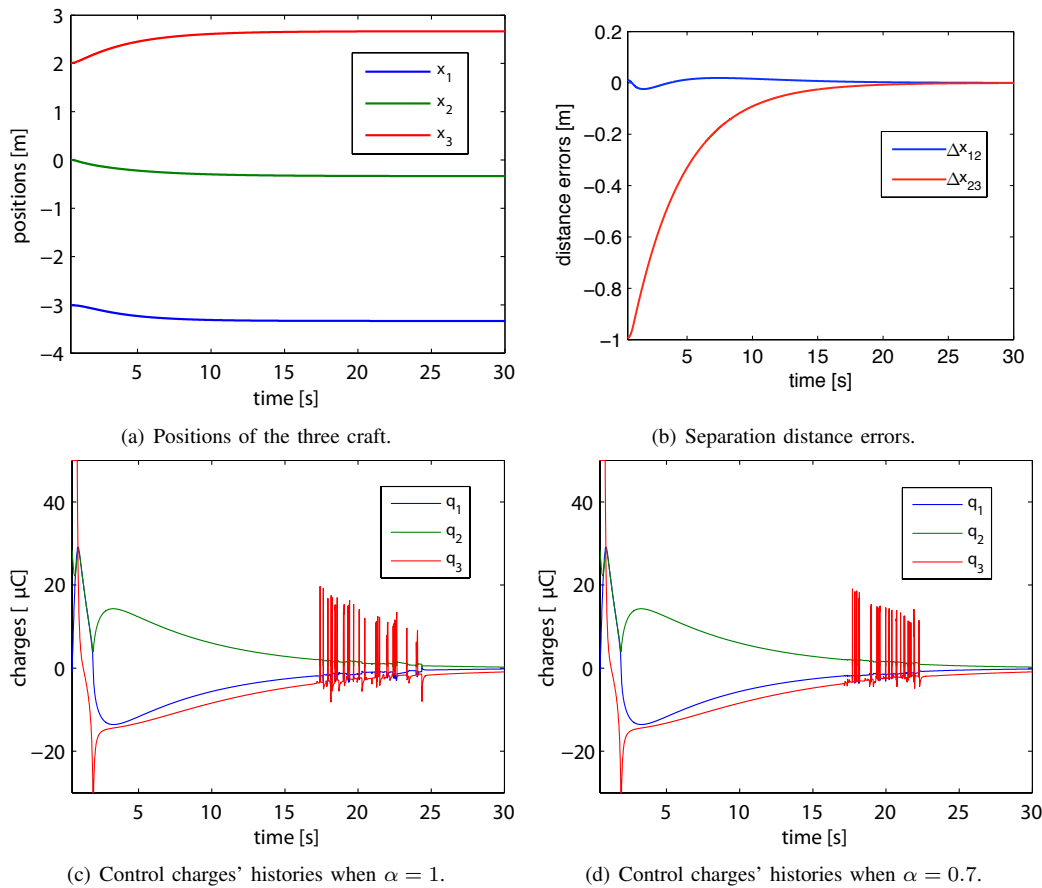 3
2
1
0
−1
−2
−3
−4
positions [m]
x1
x2
x3
5 10 15 20 25 30
time [s]
(a) Positions of the three craft.
0.2
0
−0.2
−0.4
−0.6
−0.8
−1
distance errors [m]
Δx12
Δx23
5 10 15 20 25 30
time [s]
(b) Separation distance errors.
40
20
0
−20
charges [ μC]
q1
q2
q3
5 10 15 20 25 30
time [s]
(c) Control charges' histories when α = 1.
40
20
0
−20
charges [ μC]
q1
q2
q3
5 10 15 20 25 30
time [s]
(d) Control charges' histories when α = 0.7.